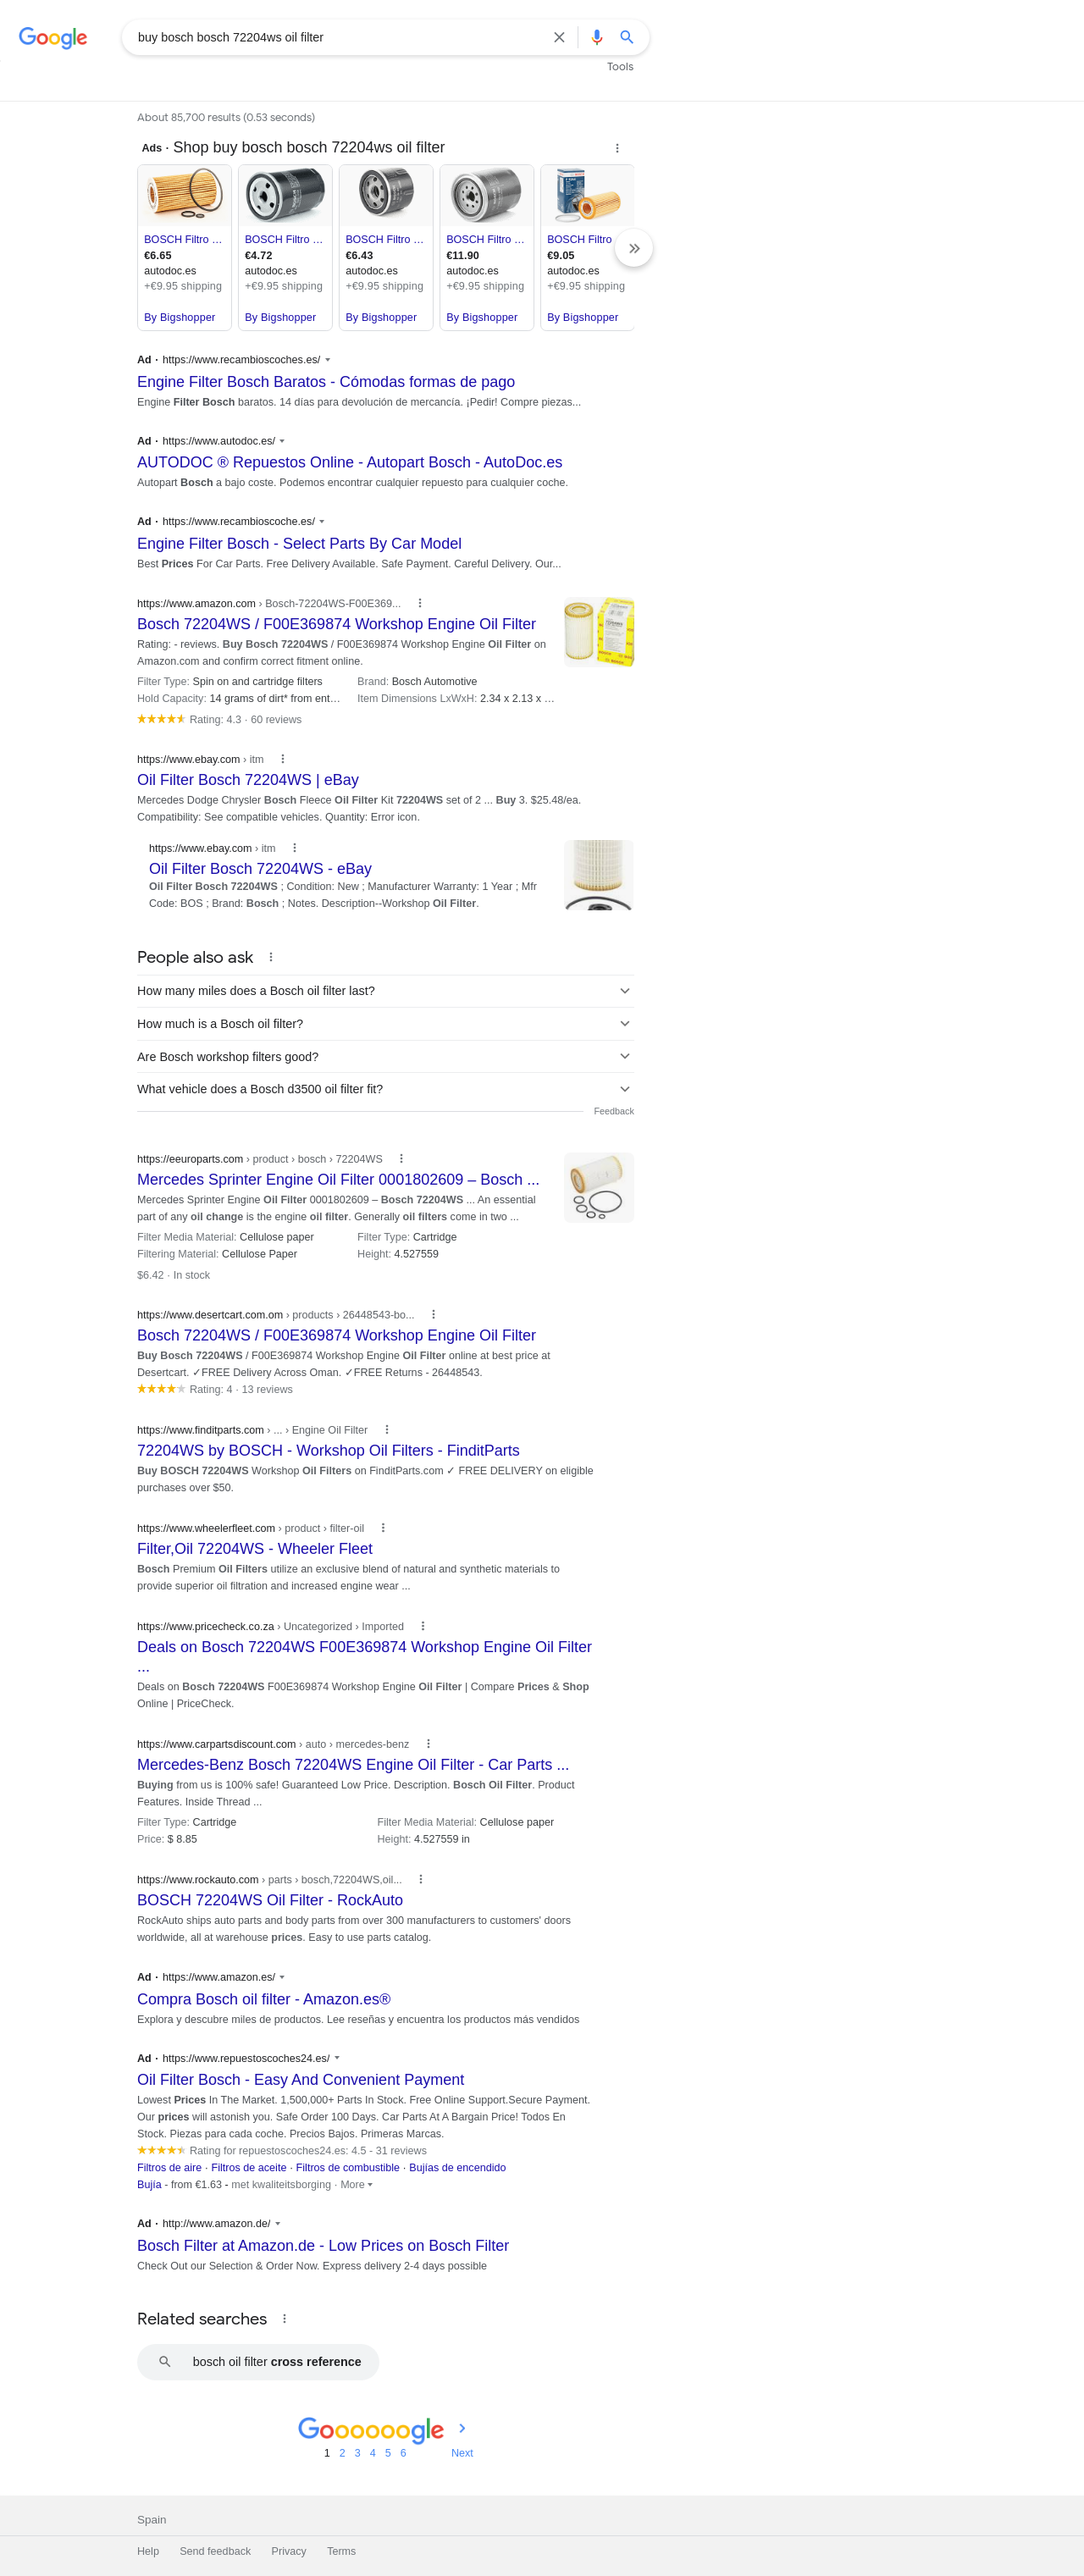 Google
buy bosch bosch 72204ws oil filter
Tools
About 85,700 results (0.53 seconds)
Ads · Shop buy bosch bosch 72204ws oil filter
BOSCH Filtro ...
€6.65
autodoc.es
+€9.95 shipping
By Bigshopper
BOSCH Filtro ...
€4.72
autodoc.es
+€9.95 shipping
By Bigshopper
BOSCH Filtro ...
€6.43
autodoc.es
+€9.95 shipping
By Bigshopper
BOSCH Filtro ...
€11.90
autodoc.es
+€9.95 shipping
By Bigshopper
BOSCH Filtro
€9.05
autodoc.es
+€9.95 shipping
By Bigshopper
Ad · https://www.recambioscoches.es/
Engine Filter Bosch Baratos - Cómodas formas de pago
Engine Filter Bosch baratos. 14 días para devolución de mercancía. ¡Pedir! Compre piezas...
Ad · https://www.autodoc.es/
AUTODOC ® Repuestos Online - Autopart Bosch - AutoDoc.es
Autopart Bosch a bajo coste. Podemos encontrar cualquier repuesto para cualquier coche.
Ad · https://www.recambioscoche.es/
Engine Filter Bosch - Select Parts By Car Model
Best Prices For Car Parts. Free Delivery Available. Safe Payment. Careful Delivery. Our...
https://www.amazon.com › Bosch-72204WS-F00E369...
Bosch 72204WS / F00E369874 Workshop Engine Oil Filter
Rating: - reviews. Buy Bosch 72204WS / F00E369874 Workshop Engine Oil Filter on
Amazon.com and confirm correct fitment online.
Filter Type: Spin on and cartridge filters
Brand: Bosch Automotive
Hold Capacity: 14 grams of dirt* from ent…
Item Dimensions LxWxH: 2.34 x 2.13 x …
Rating: 4.3 · 60 reviews
https://www.ebay.com › itm
Oil Filter Bosch 72204WS | eBay
Mercedes Dodge Chrysler Bosch Fleece Oil Filter Kit 72204WS set of 2 ... Buy 3. $25.48/ea.
Compatibility: See compatible vehicles. Quantity: Error icon.
https://www.ebay.com › itm
Oil Filter Bosch 72204WS - eBay
Oil Filter Bosch 72204WS ; Condition: New ; Manufacturer Warranty: 1 Year ; Mfr
Code: BOS ; Brand: Bosch ; Notes. Description--Workshop Oil Filter.
People also ask
How many miles does a Bosch oil filter last?
How much is a Bosch oil filter?
Are Bosch workshop filters good?
What vehicle does a Bosch d3500 oil filter fit?
Feedback
https://eeuroparts.com › product › bosch › 72204WS
Mercedes Sprinter Engine Oil Filter 0001802609 – Bosch ...
Mercedes Sprinter Engine Oil Filter 0001802609 – Bosch 72204WS ... An essential
part of any oil change is the engine oil filter. Generally oil filters come in two ...
Filter Media Material: Cellulose paper
Filter Type: Cartridge
Filtering Material: Cellulose Paper
Height: 4.527559
$6.42 · In stock
https://www.desertcart.com.om › products › 26448543-bo...
Bosch 72204WS / F00E369874 Workshop Engine Oil Filter
Buy Bosch 72204WS / F00E369874 Workshop Engine Oil Filter online at best price at
Desertcart. ✓FREE Delivery Across Oman. ✓FREE Returns - 26448543.
Rating: 4 · 13 reviews
https://www.finditparts.com › ... › Engine Oil Filter
72204WS by BOSCH - Workshop Oil Filters - FinditParts
Buy BOSCH 72204WS Workshop Oil Filters on FinditParts.com ✓ FREE DELIVERY on eligible
purchases over $50.
https://www.wheelerfleet.com › product › filter-oil
Filter,Oil 72204WS - Wheeler Fleet
Bosch Premium Oil Filters utilize an exclusive blend of natural and synthetic materials to
provide superior oil filtration and increased engine wear ...
https://www.pricecheck.co.za › Uncategorized › Imported
Deals on Bosch 72204WS F00E369874 Workshop Engine Oil Filter
...
Deals on Bosch 72204WS F00E369874 Workshop Engine Oil Filter | Compare Prices & Shop
Online | PriceCheck.
https://www.carpartsdiscount.com › auto › mercedes-benz
Mercedes-Benz Bosch 72204WS Engine Oil Filter - Car Parts ...
Buying from us is 100% safe! Guaranteed Low Price. Description. Bosch Oil Filter. Product
Features. Inside Thread ...
Filter Type: Cartridge
Filter Media Material: Cellulose paper
Price: $ 8.85
Height: 4.527559 in
https://www.rockauto.com › parts › bosch,72204WS,oil...
BOSCH 72204WS Oil Filter - RockAuto
RockAuto ships auto parts and body parts from over 300 manufacturers to customers' doors
worldwide, all at warehouse prices. Easy to use parts catalog.
Ad · https://www.amazon.es/
Compra Bosch oil filter - Amazon.es®
Explora y descubre miles de productos. Lee reseñas y encuentra los productos más vendidos
Ad · https://www.repuestoscoches24.es/
Oil Filter Bosch - Easy And Convenient Payment
Lowest Prices In The Market. 1,500,000+ Parts In Stock. Free Online Support.Secure Payment.
Our prices will astonish you. Safe Order 100 Days. Car Parts At A Bargain Price! Todos En
Stock. Piezas para cada coche. Precios Bajos. Primeras Marcas.
Rating for repuestoscoches24.es: 4.5 - 31 reviews
Filtros de aire · Filtros de aceite · Filtros de combustible · Bujías de encendido
Bujía - from €1.63 - met kwaliteitsborging · More
Ad · http://www.amazon.de/
Bosch Filter at Amazon.de - Low Prices on Bosch Filter
Check Out our Selection & Order Now. Express delivery 2-4 days possible
Related searches
bosch oil filter cross reference
Goooooogle
1 2 3 4 5 6 Next
Spain
Help Send feedback Privacy Terms